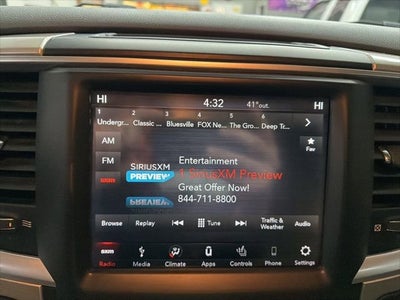 HI 4:32 41°out. HI
1 2 3 4 5 6
Undergr... Classic ... Bluesville FOX Ne... The Gro... Deep Tr...
AM
Fav
FM
SIRIUSXM
PREVIEW
Entertainment
1 SiriusXM Preview
Great Offer Now!
844-711-8800
sxm
Browse Replay Tune Traffic & Weather Audio
sxm
Radio Media Climate Apps Controls Phone Settings